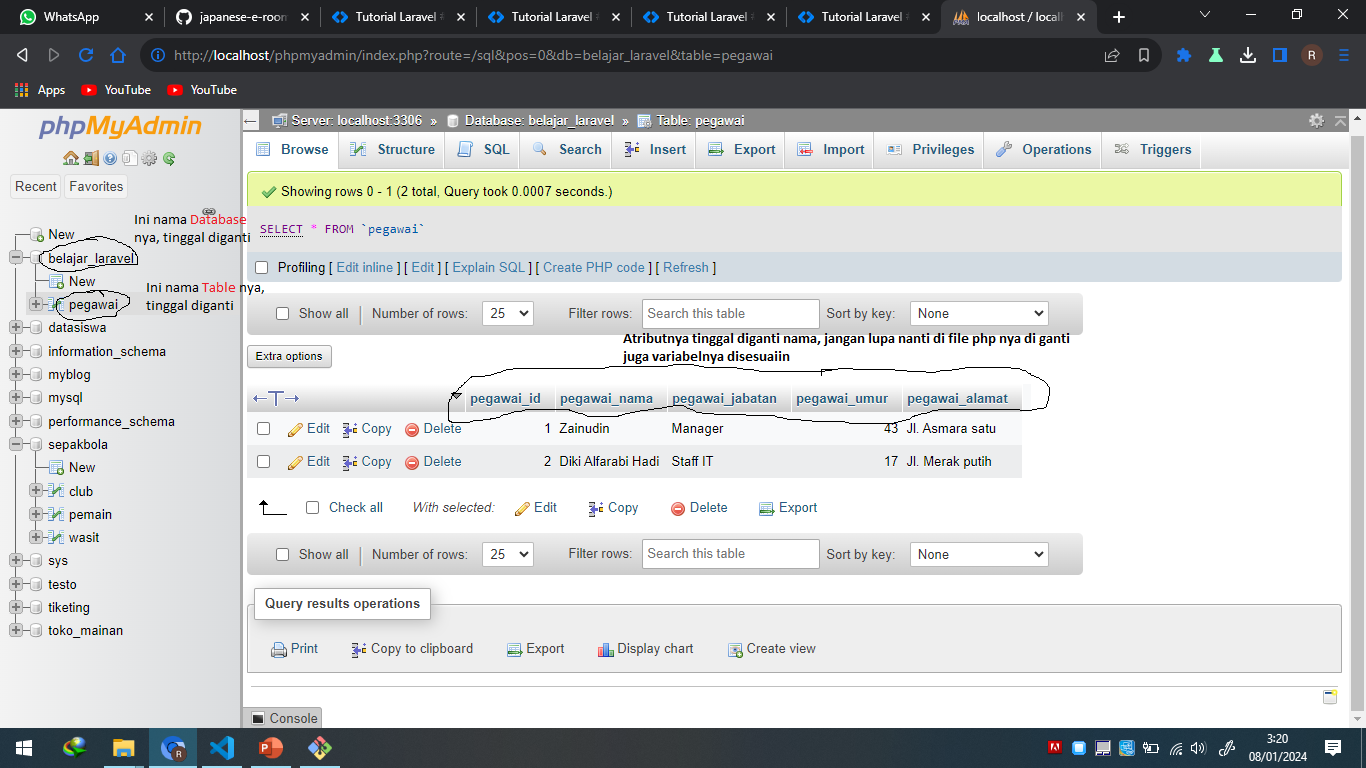 WhatsApp
japanese-e-room
Tutorial Laravel #
Tutorial Laravel #
Tutorial Laravel #
Tutorial Laravel #
localhost / locall
http://localhost/phpmyadmin/index.php?route=/sql&pos=0&db=belajar_laravel&table=pegawai
R
Apps
YouTube
YouTube
phpMyAdmin
Recent
Favorites
New
belajar_laravel
New
pegawai
datasiswa
information_schema
myblog
mysql
performance_schema
sepakbola
New
club
pemain
wasit
sys
testo
tiketing
toko_mainan
Ini nama Database
nya, tinggal diganti
Ini nama Table nya,
tinggal diganti
Server: localhost:3306 » Database: belajar_laravel » Table: pegawai
Browse Structure SQL Search Insert Export Import Privileges Operations Triggers
Showing rows 0 - 1 (2 total, Query took 0.0007 seconds.)
SELECT * FROM `pegawai`
Profiling [ Edit inline ] [ Edit ] [ Explain SQL ] [ Create PHP code ] [ Refresh ]
Show all | Number of rows: 25 Filter rows: Search this table Sort by key: None
Atributnya tinggal diganti nama, jangan lupa nanti di file php nya di ganti
juga variabelnya disesuaiin
Extra options
←T→ pegawai_id pegawai_nama pegawai_jabatan pegawai_umur pegawai_alamat
Edit Copy Delete 1 Zainudin Manager 43 Jl. Asmara satu
Edit Copy Delete 2 Diki Alfarabi Hadi Staff IT 17 Jl. Merak putih
Check all With selected: Edit Copy Delete Export
Show all | Number of rows: 25 Filter rows: Search this table Sort by key: None
Query results operations
Print Copy to clipboard Export Display chart Create view
Console
R
3:20
08/01/2024